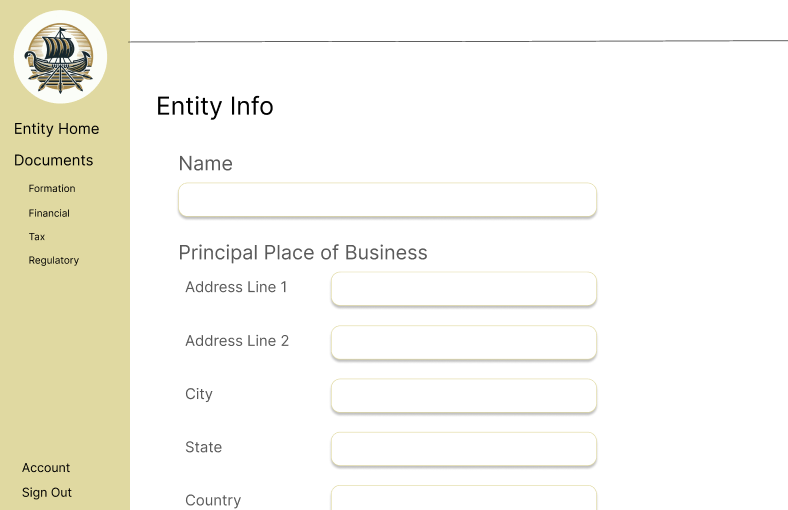 Entity Home
Documents
Formation
Financial
Tax
Regulatory
Account
Sign Out
Entity Info
Name
Principal Place of Business
Address Line 1
Address Line 2
City
State
Country